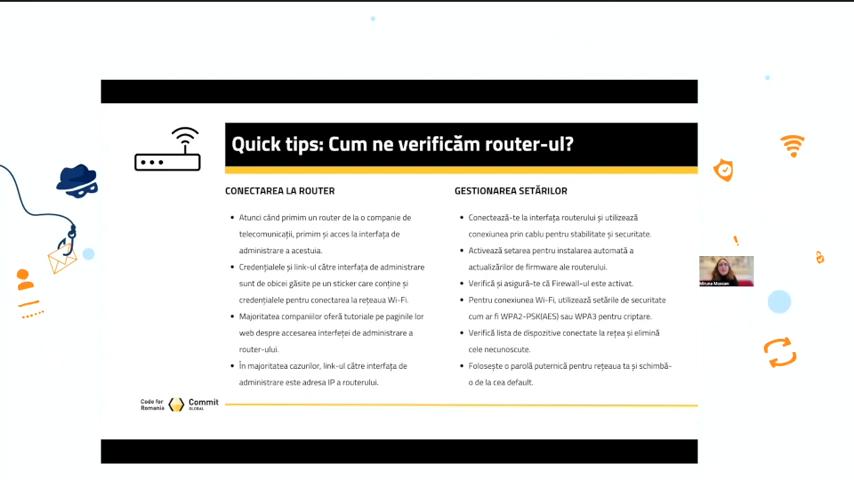 Quick tips: Cum ne verificăm router-ul?
CONECTAREA LA ROUTER
Atunci când primim un router de la o companie de
telecomunicații, primim și acces la interfața de
administrare a acestuia.
Credențialele și link-ul către interfața de administrare
sunt de obicei găsite pe un sticker care conține și
credențialele pentru conectarea la rețeaua Wi-Fi.
Majoritatea companiilor oferă tutoriale pe paginile lor
web despre accesarea interfeței de administrare a
router-ului.
În majoritatea cazurilor, link-ul către interfața de
administrare este adresa IP a routerului.
GESTIONAREA SETĂRILOR
Conectează-te la interfața routerului și utilizează
conexiunea prin cablu pentru stabilitate și securitate.
Activează setarea pentru instalarea automată a
actualizărilor de firmware ale routerului.
Verifică și asigură-te că Firewall-ul este activat.
Pentru conexiunea Wi-Fi, utilizează setările de securitate
cum ar fi WPA2-PSK(AES) sau WPA3 pentru criptare.
Verifică lista de dispozitive conectate la rețea și elimină
cele necunoscute.
Folosește o parolă puternică pentru rețeaua ta și schimbă-
o de la cea default.
Code for
Romania
Commit
GLOBAL